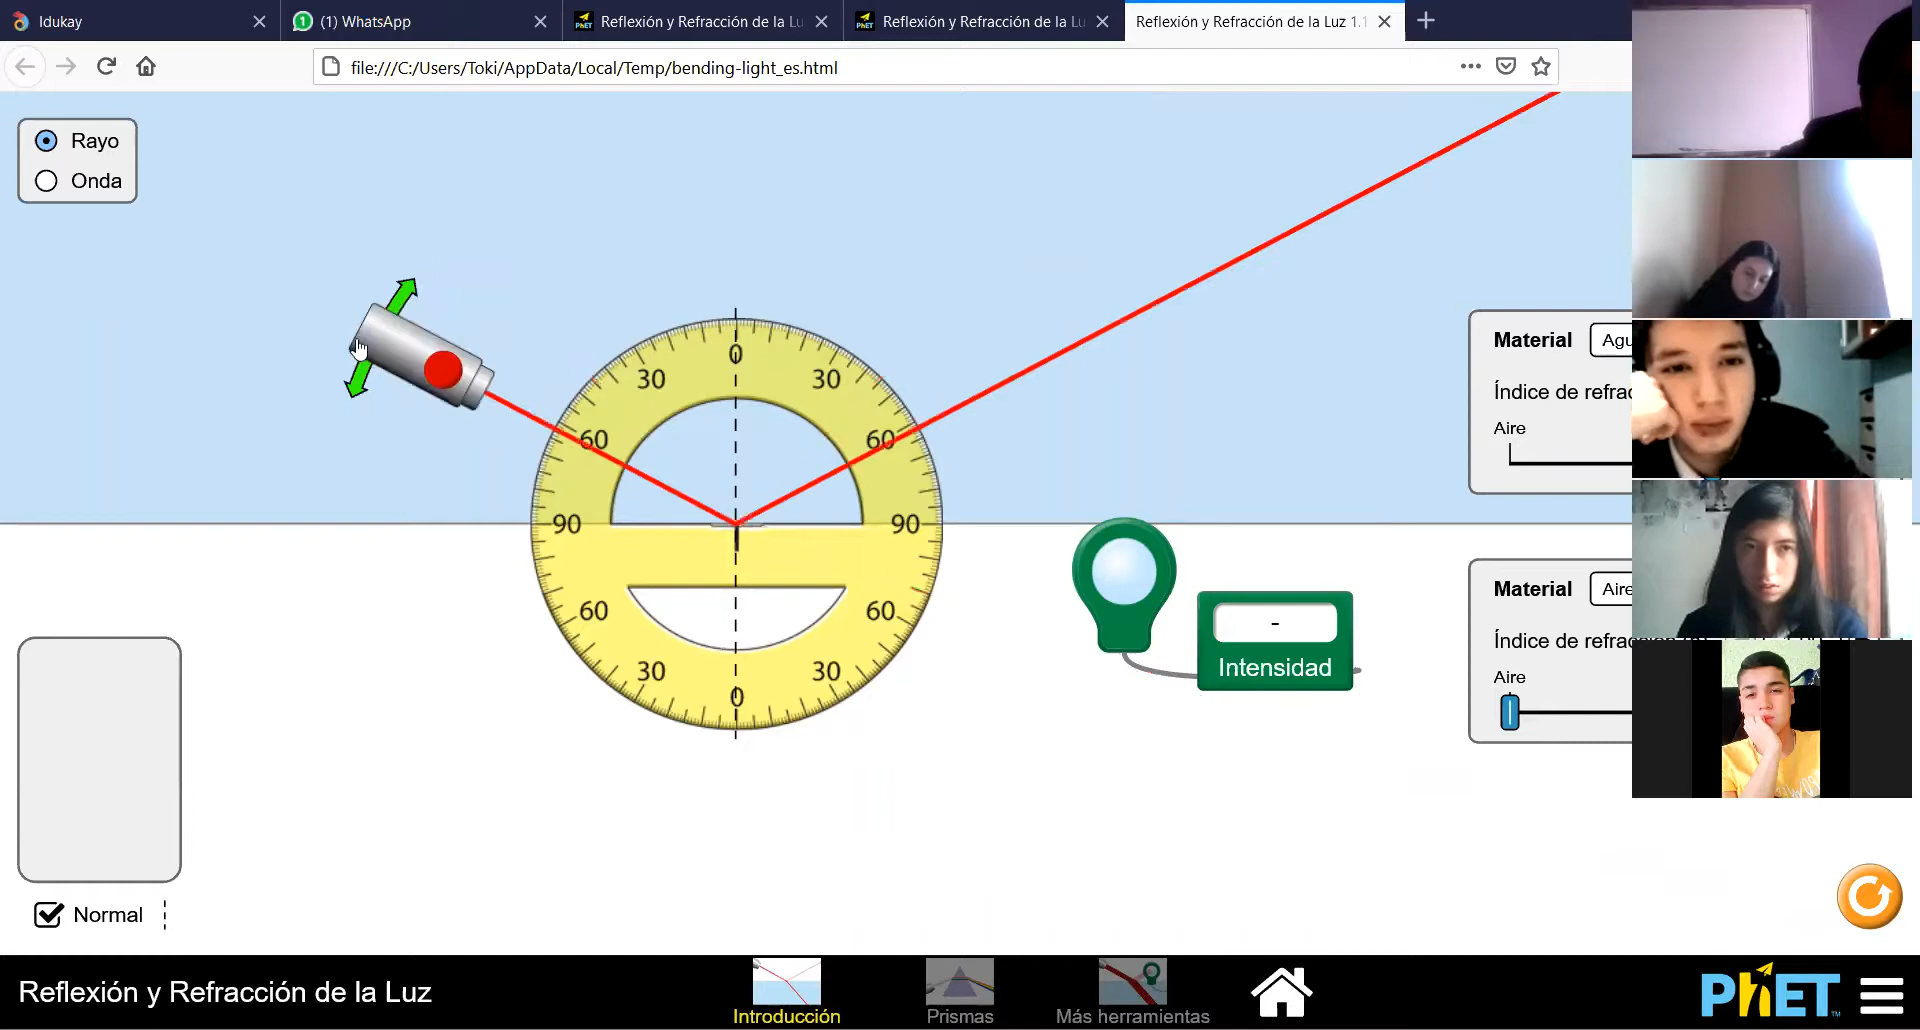 Idukay
(1) WhatsApp
Reflexión y Refracción de la Lu
Reflexión y Refracción de la Lu
Reflexión y Refracción de la Luz 1.1
file:///C:/Users/Toki/AppData/Local/Temp/bending-light_es.html
Rayo
Onda
0
30 30
60 60
90 90
60 60
30 30
0
Material Agu
Índice de refrac
Aire
Material Aire
Índice de refracción
Aire
-
Intensidad
Normal
Reflexión y Refracción de la Luz
Introducción
Prismas
Más herramientas
PhET